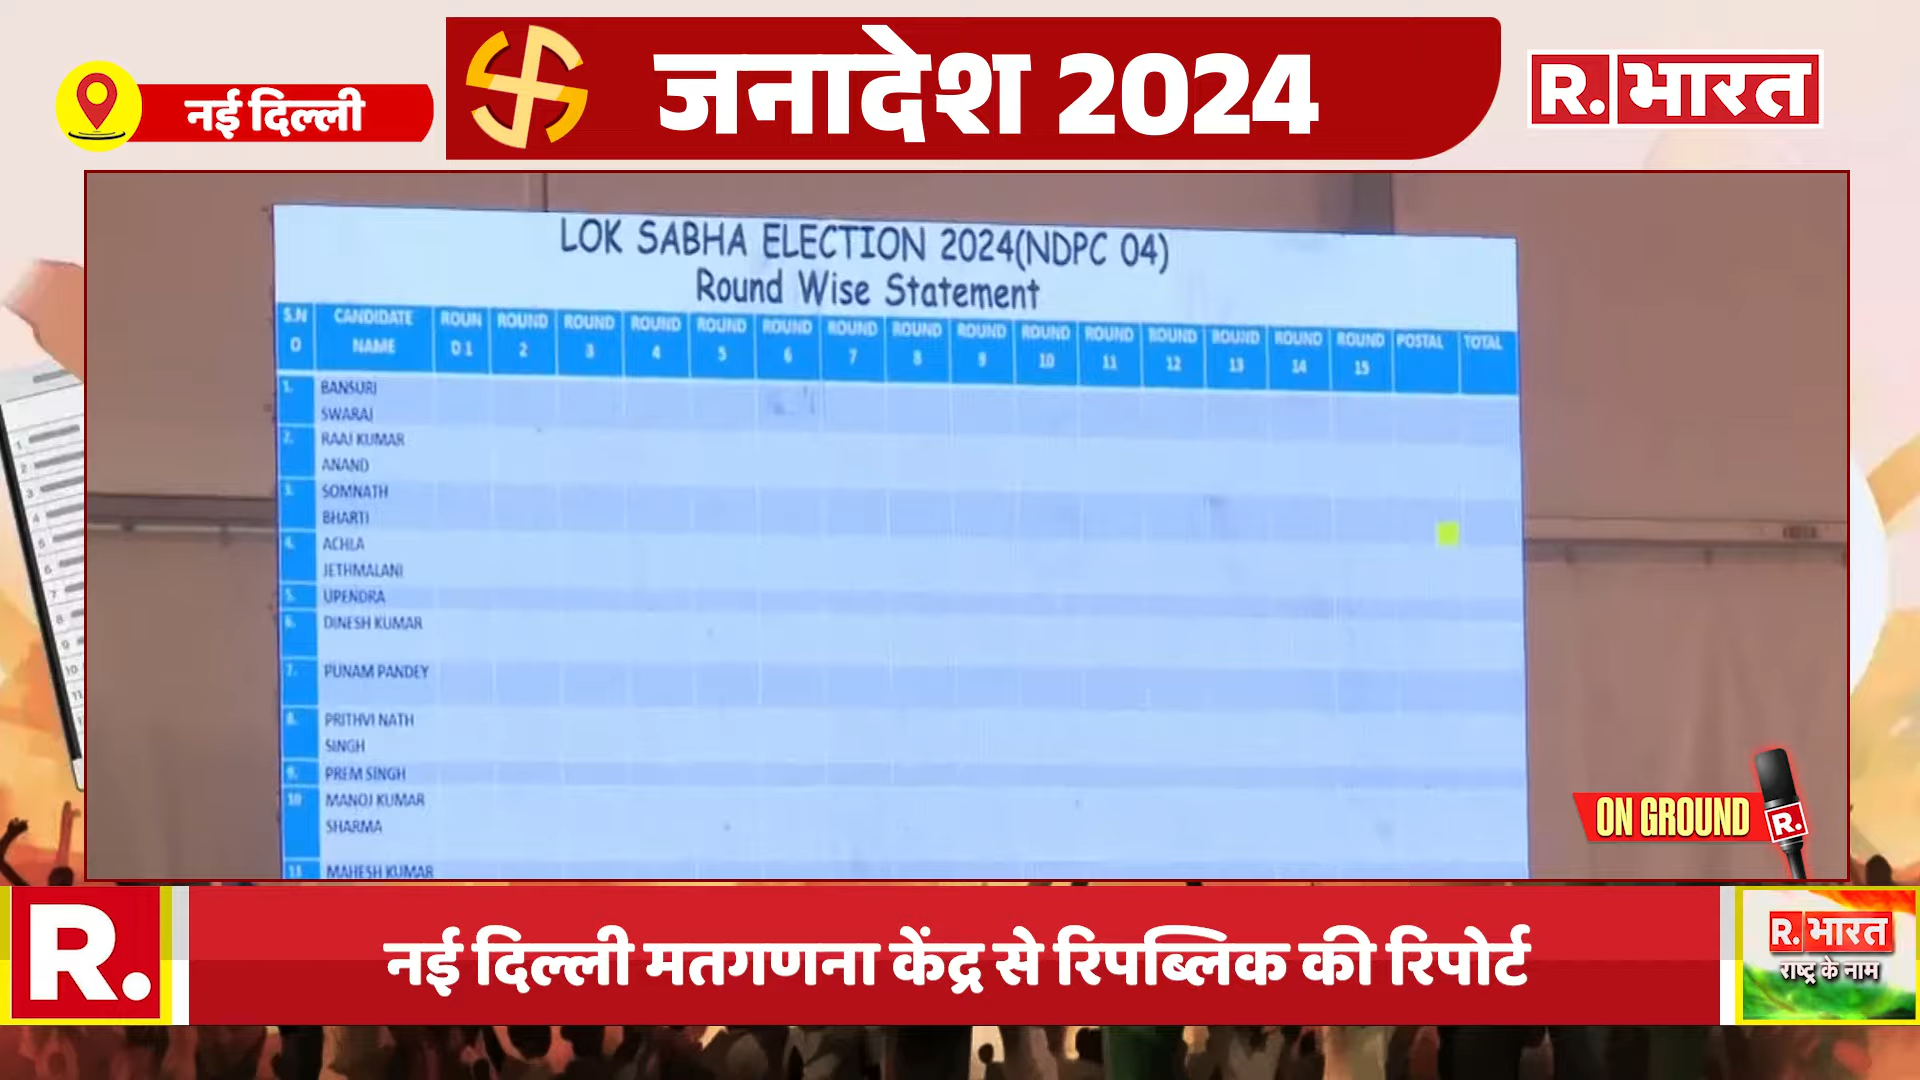 नई दिल्ली
जनादेश 2024
R. भारत
LOK SABHA ELECTION 2024(NDPC 04)
Round Wise Statement
S.N O CANDIDATE NAME ROUN D 1 ROUND 2 ROUND 3 ROUND 4 ROUND 5 ROUND 6 ROUND 7 ROUND 8 ROUND 9 ROUND 10 ROUND 11 ROUND 12 ROUND 13 ROUND 14 ROUND 15 POSTAL TOTAL
1. BANSURI
SWARAJ
2. RAAJ KUMAR
ANAND
3. SOMNATH
BHARTI
4. ACHLA
JETHMALANI
5. UPENDRA
6. DINESH KUMAR
7. PUNAM PANDEY
8. PRITHVI NATH
SINGH
9. PREM SINGH
10 MANOJ KUMAR
SHARMA
11 MAHESH KUMAR
ON GROUND
R.
R.
नई दिल्ली मतगणना केंद्र से रिपब्लिक की रिपोर्ट
R. भारत
राष्ट्र के नाम